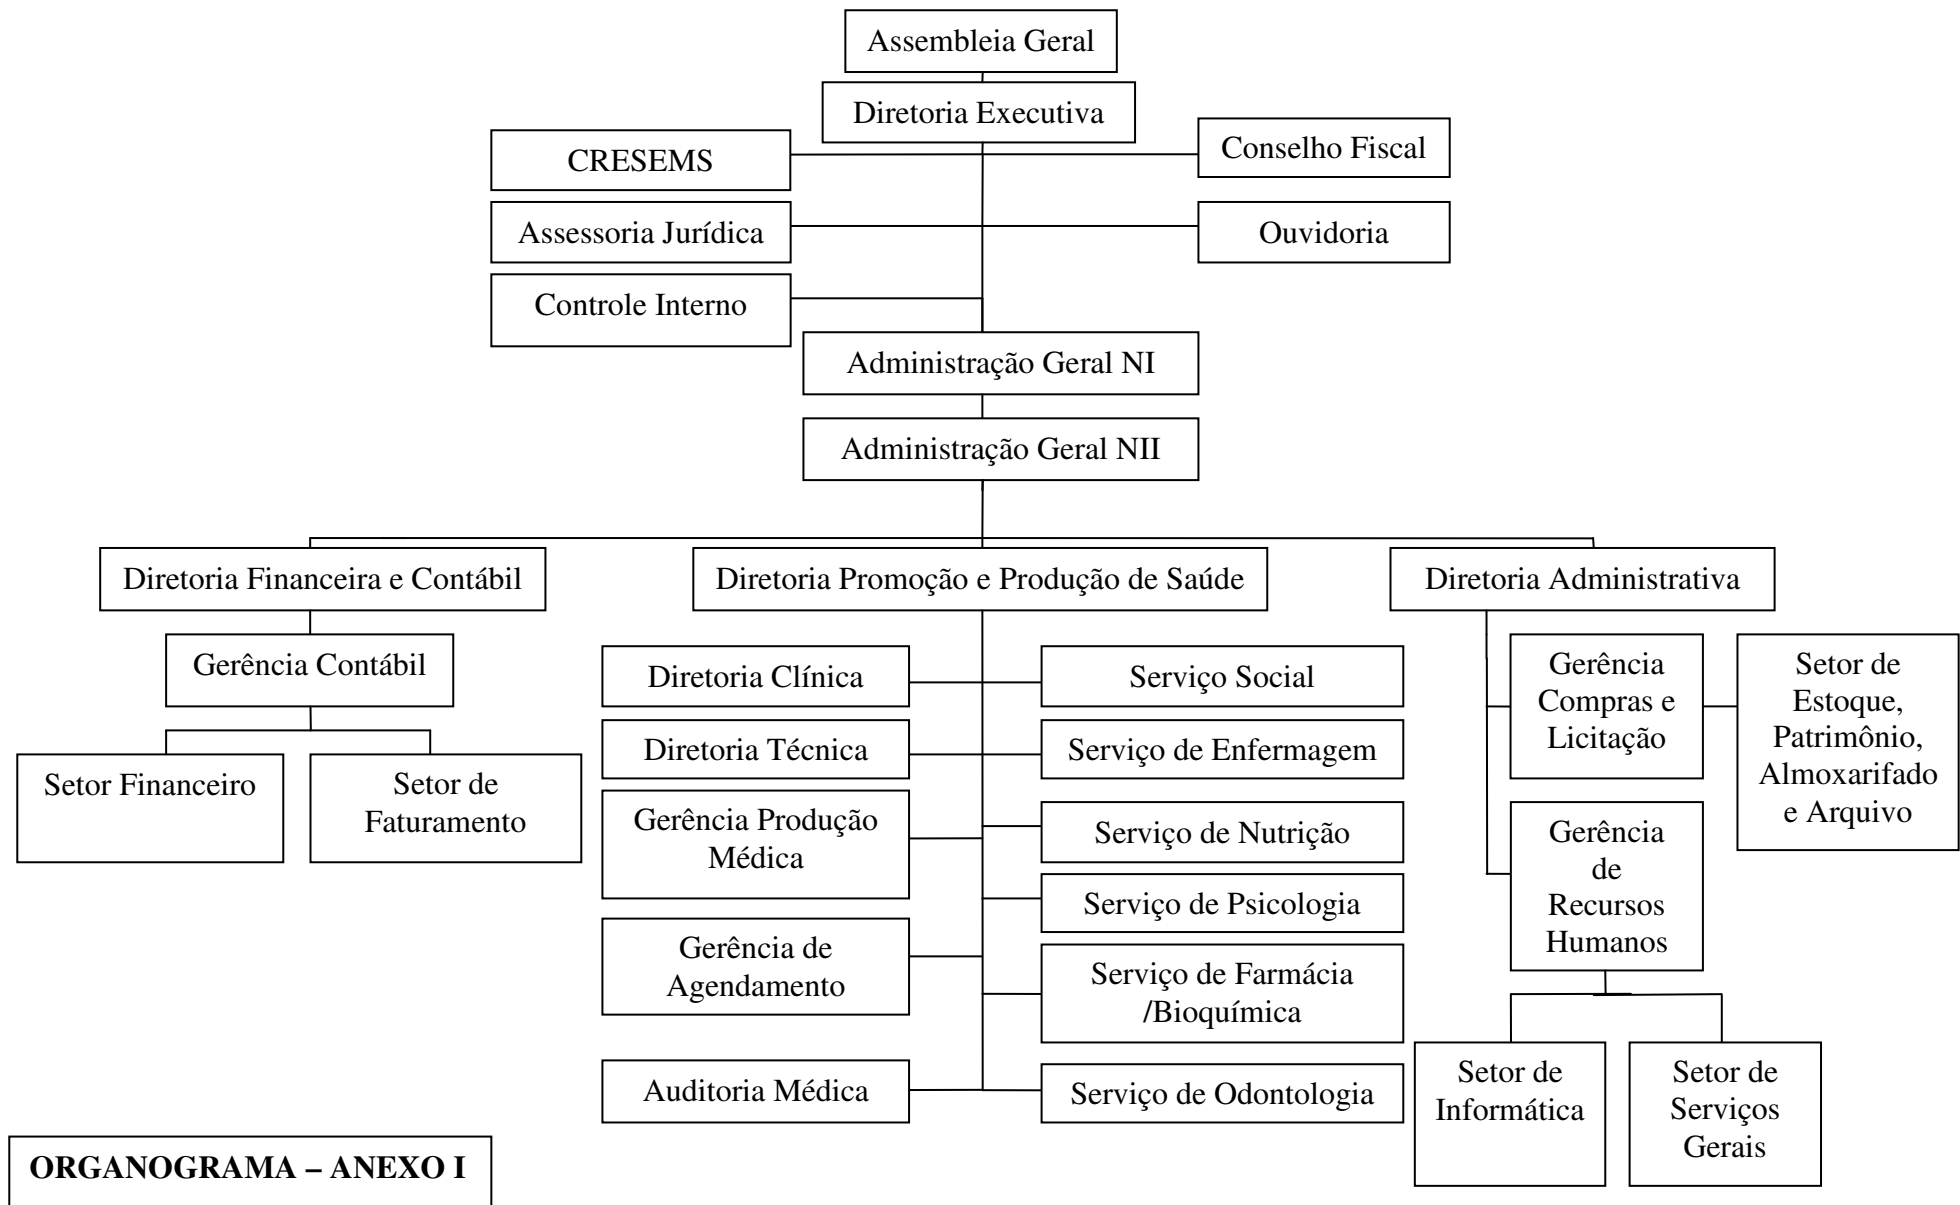 Assembleia Geral
Diretoria Executiva
CRESEMS
Conselho Fiscal
Assessoria Jurídica
Ouvidoria
Controle Interno
Administração Geral NI
Administração Geral NII
Diretoria Financeira e Contábil
Diretoria Promoção e Produção de Saúde
Diretoria Administrativa
Gerência Contábil
Setor Financeiro
Setor de
Faturamento
Diretoria Clínica
Serviço Social
Diretoria Técnica
Serviço de Enfermagem
Gerência Produção
Médica
Serviço de Nutrição
Serviço de Psicologia
Gerência de
Agendamento
Serviço de Farmácia
/Bioquímica
Auditoria Médica
Serviço de Odontologia
Gerência
Compras e
Licitação
Setor de
Estoque,
Patrimônio,
Almoxarifado
e Arquivo
Gerência
de
Recursos
Humanos
Setor de
Informática
Setor de
Serviços
Gerais
ORGANOGRAMA – ANEXO I